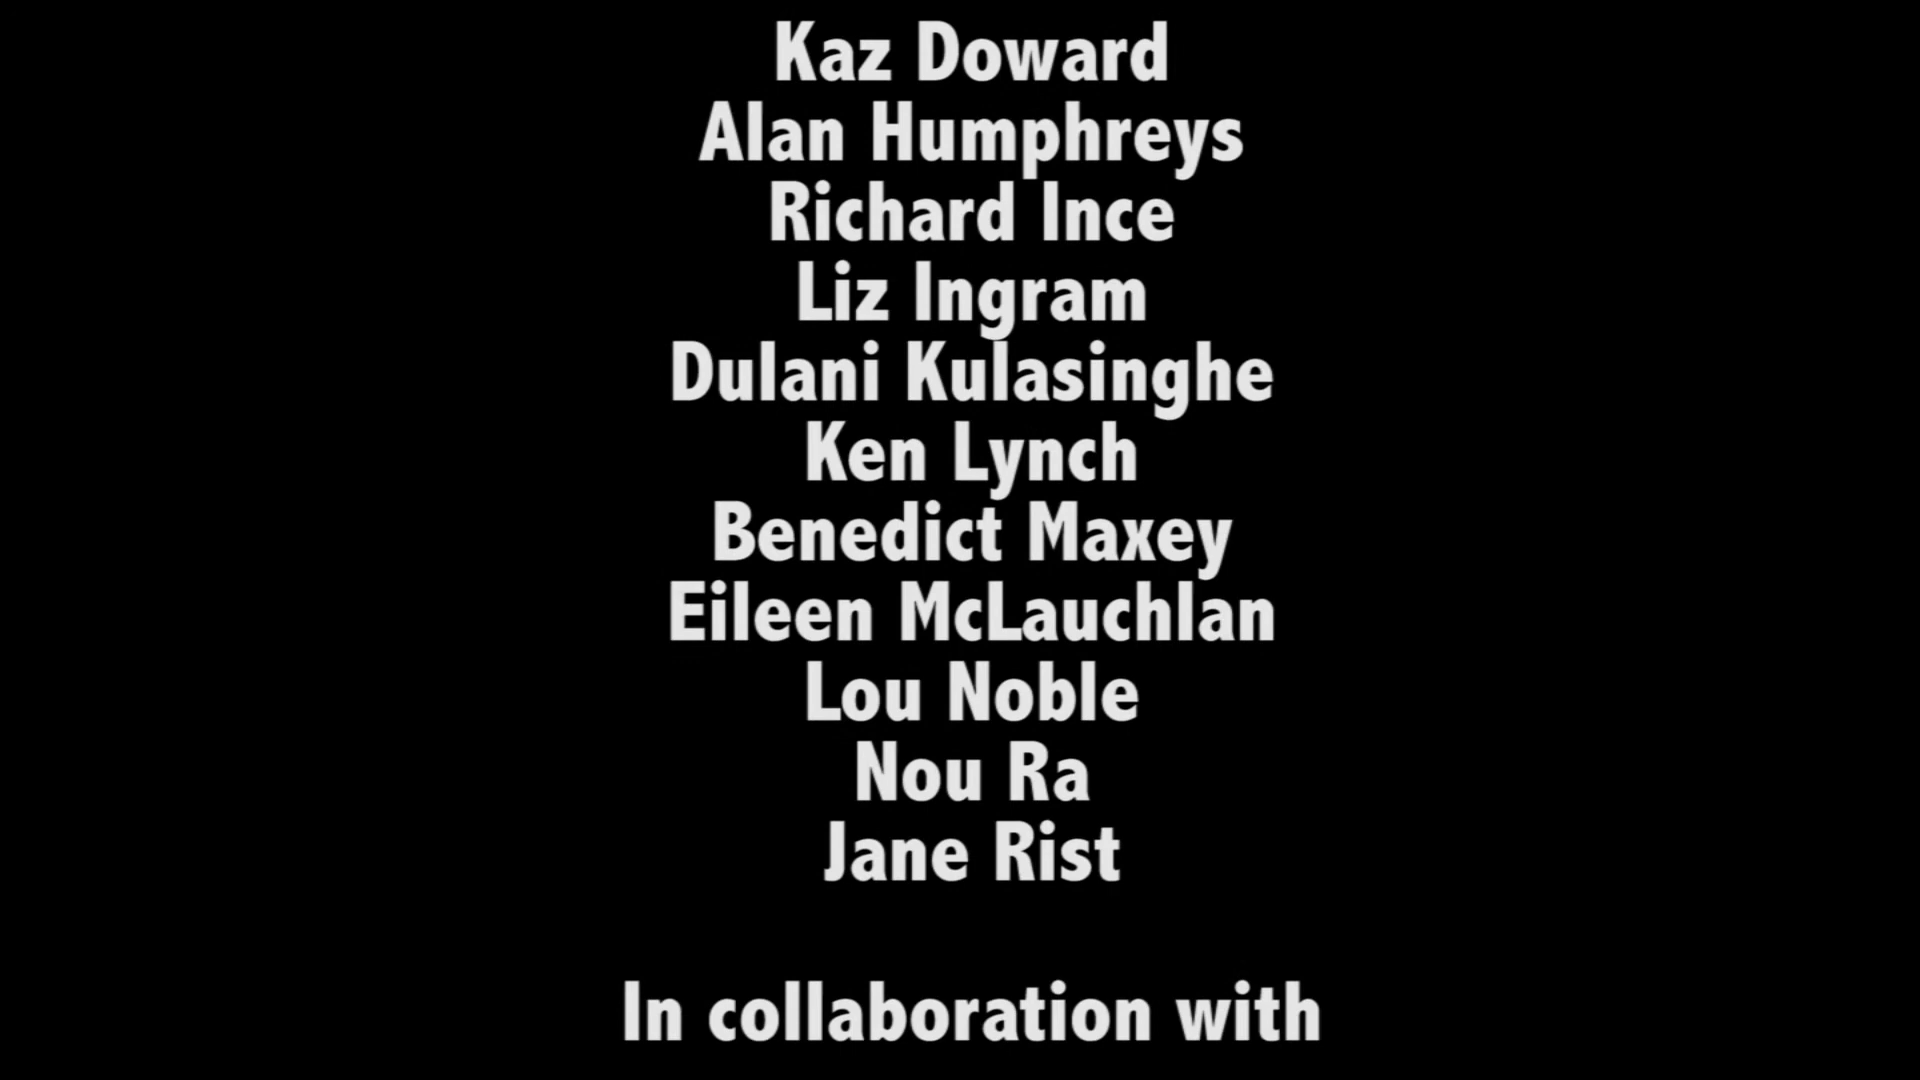 Kaz Doward
Alan Humphreys
Richard Ince
Liz Ingram
Dulani Kulasinghe
Ken Lynch
Benedict Maxey
Eileen McLauchlan
Lou Noble
Nou Ra
Jane Rist
In collaboration with